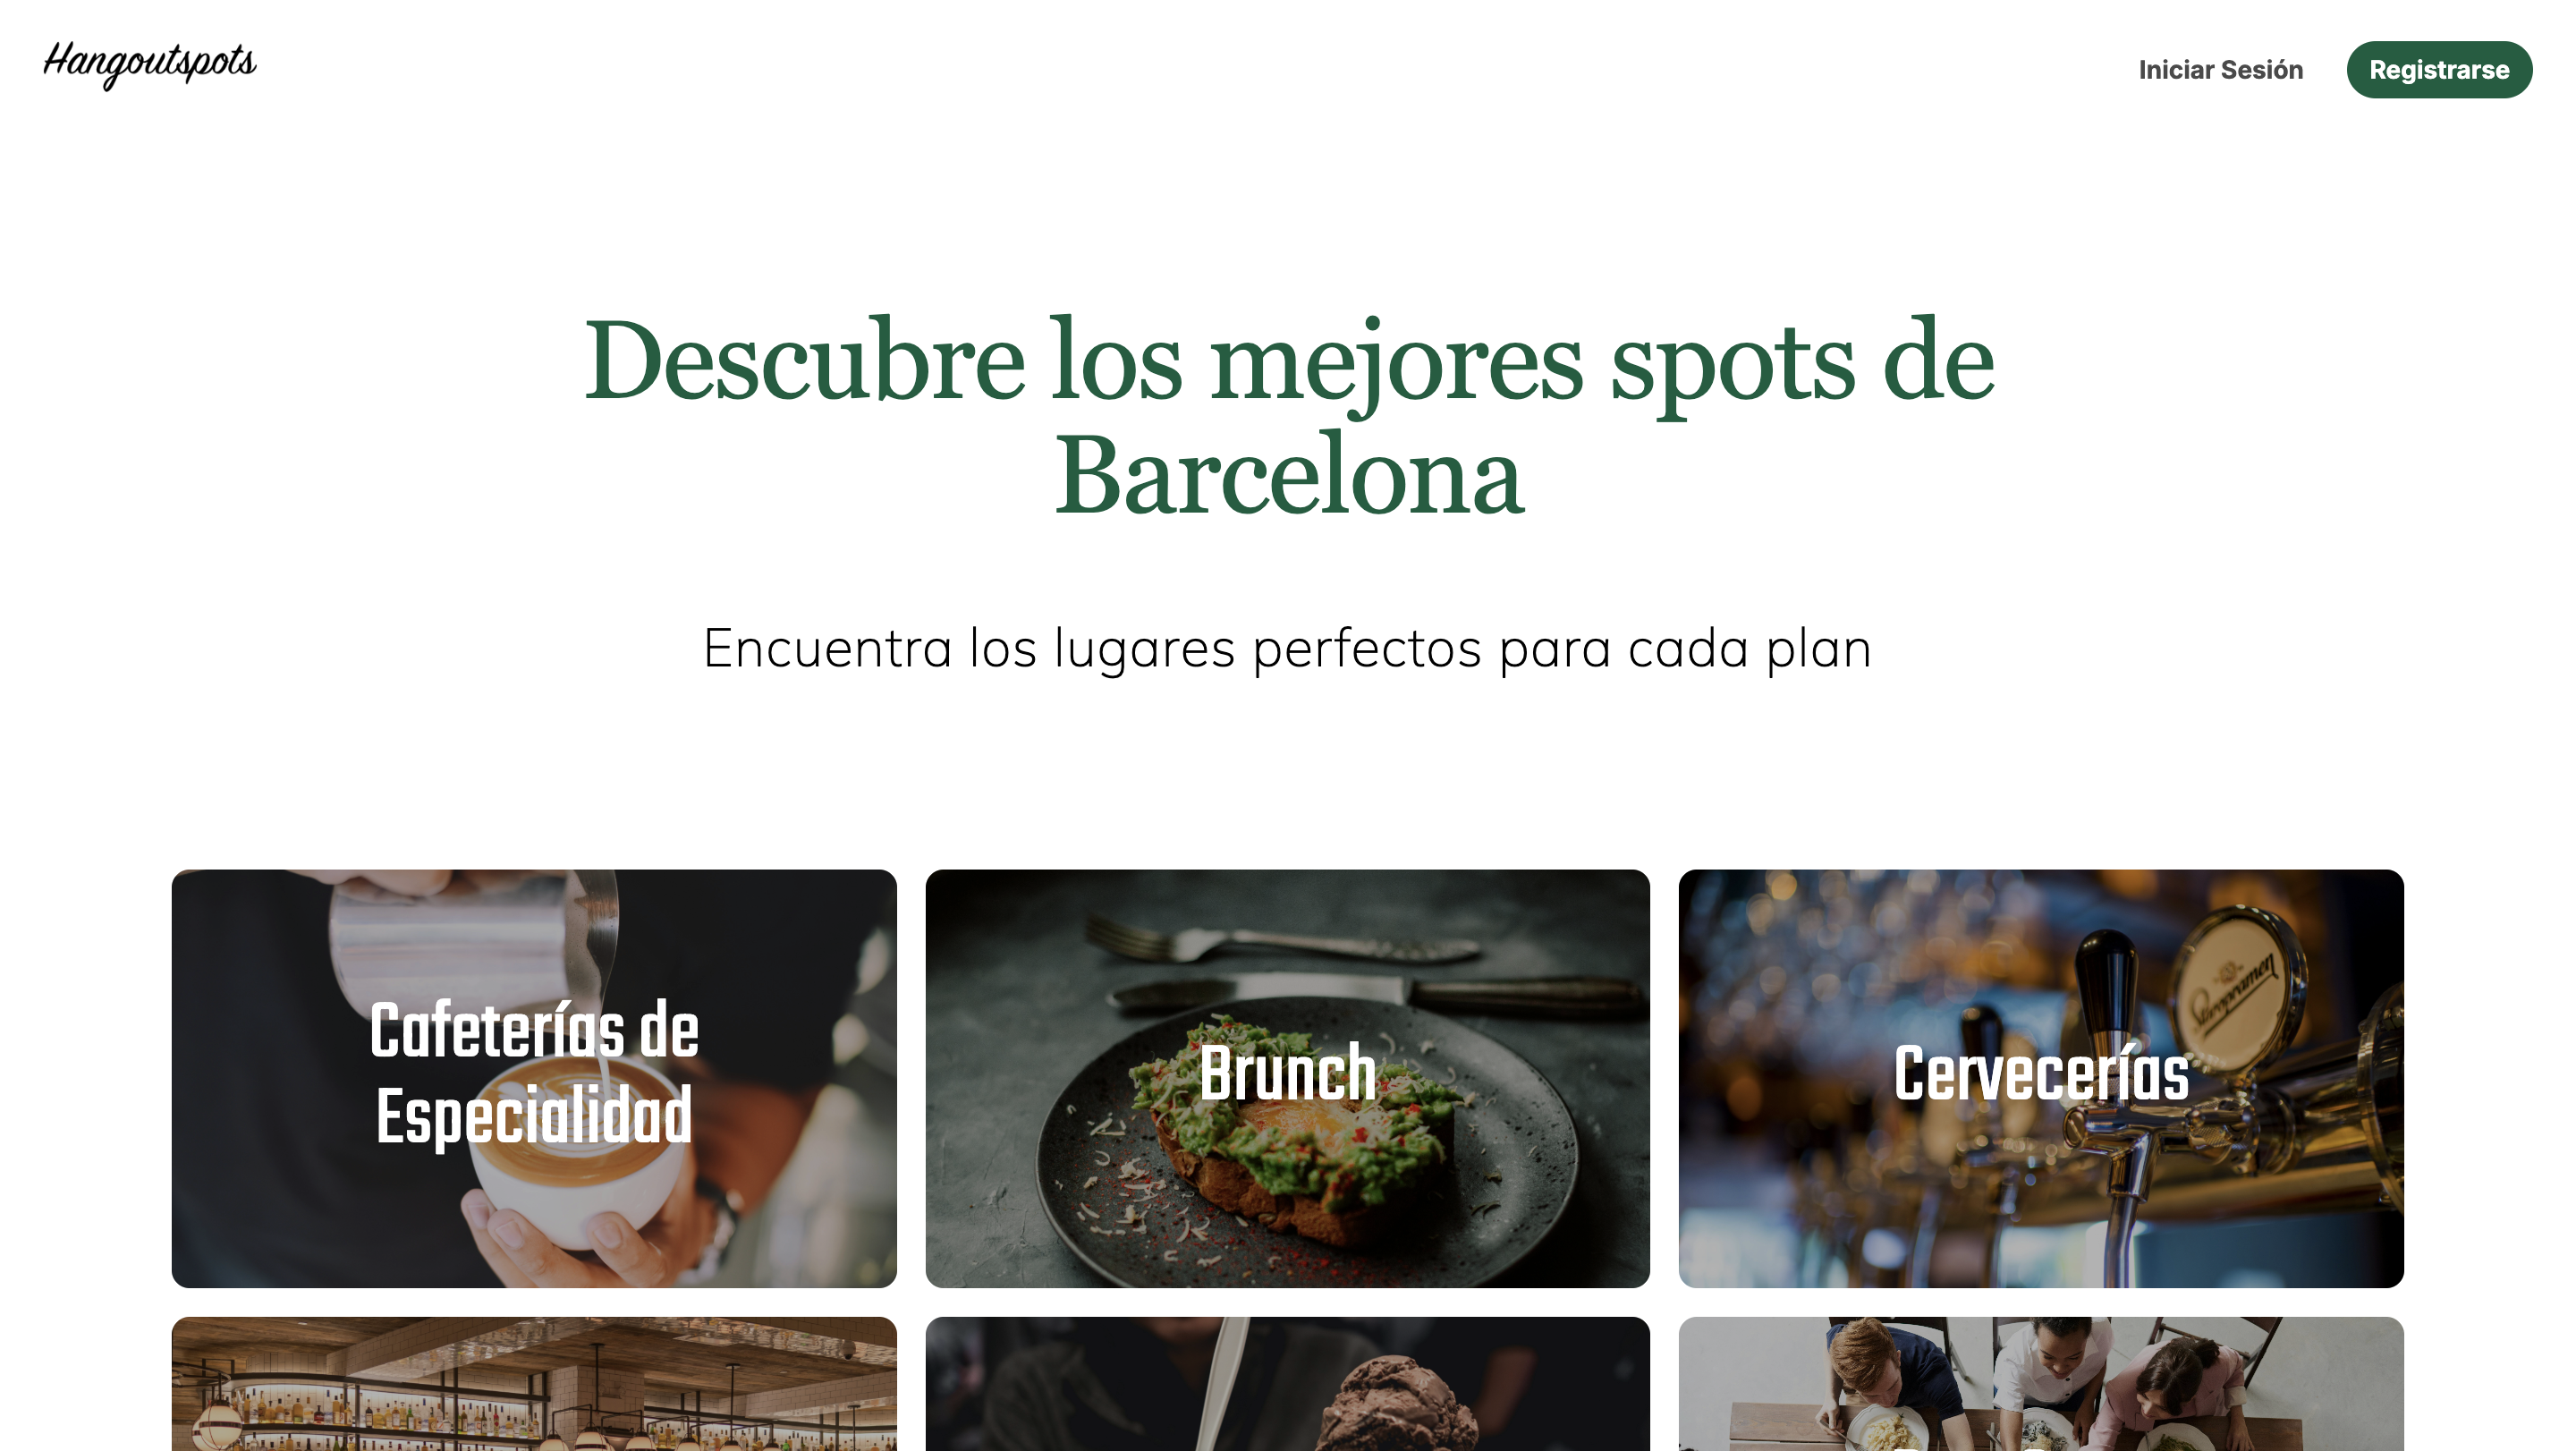 Hangoutspots
Iniciar Sesión
Registrarse
Descubre los mejores spots de
Barcelona
Encuentra los lugares perfectos para cada plan
Cafeterías de
Especialidad
Brunch
Cervecerías
Staropramen